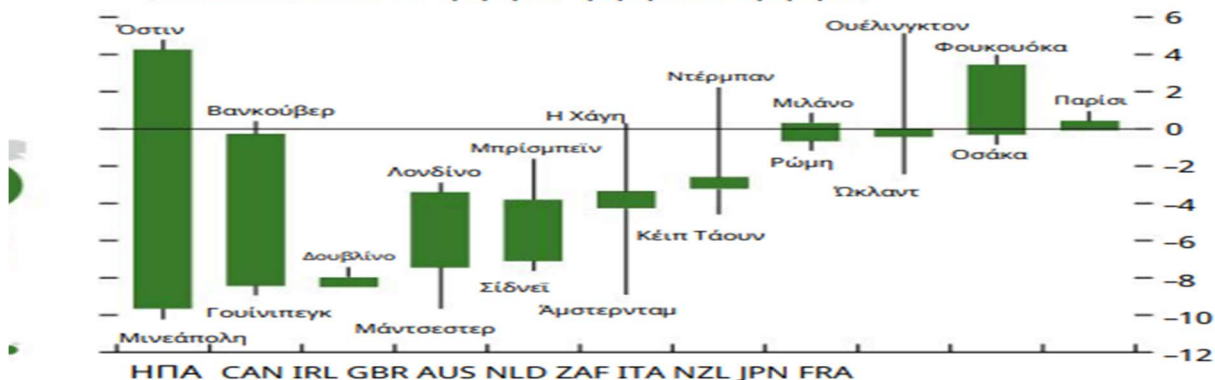 6
Όστιν
Ουέλινγκτον
Φουκουόκα
4
Ντέρμπαν
2
Βανκούβερ
Η Χάγη
Μιλάνο
Παρίσι
0
Μπρίσμπεϊν
Ρώμη
Οσάκα
-2
Λονδίνο
Ώκλαντ
-4
Κέιπ Τάουν
-6
Δουβλίνο
Σίδνεϊ
-8
Γουίνιπεγκ
Άμστερνταμ
-10
Μάντσεστερ
Μινεάπολη
-12
ΗΠΑ CAN IRL GBR AUS NLD ZAF ITA NZL JPN FRA